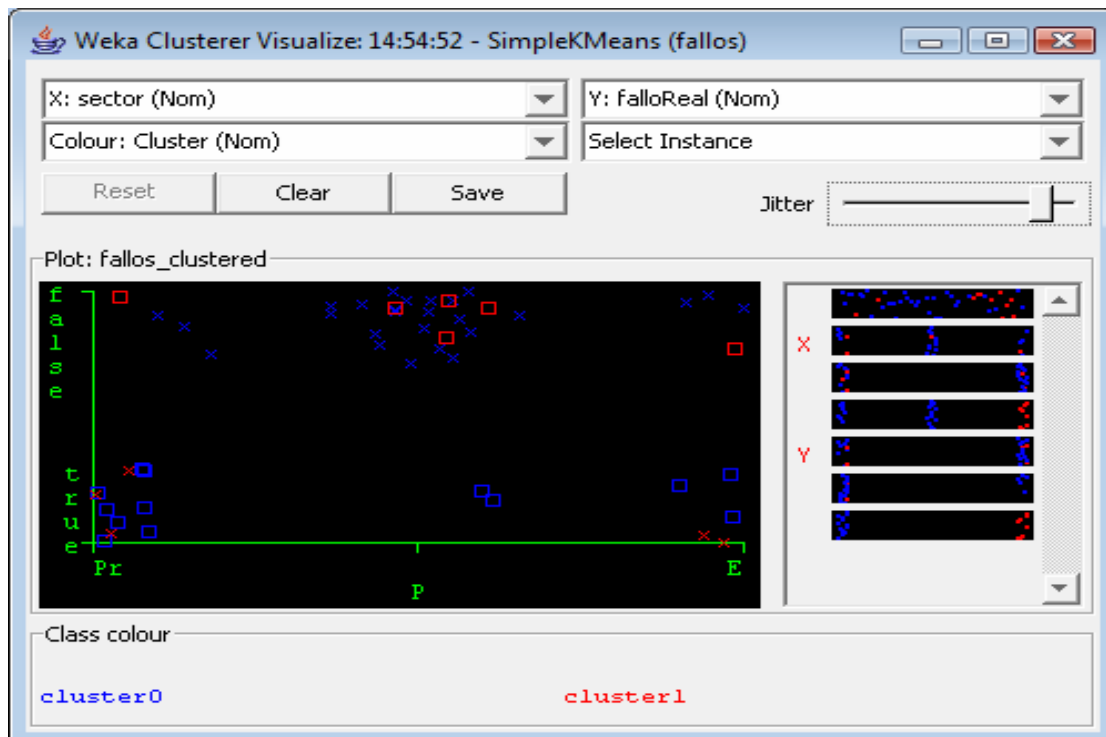 Weka Clusterer Visualize: 14:54:52 - SimpleKMeans (fallos)
X: sector (Nom)
Y: falloReal (Nom)
Colour: Cluster (Nom)
Select Instance
Reset
Clear
Save
Jitter
Plot: fallos_clustered
false
true
Pr
P
E
X
Y
Class colour
cluster0
cluster1